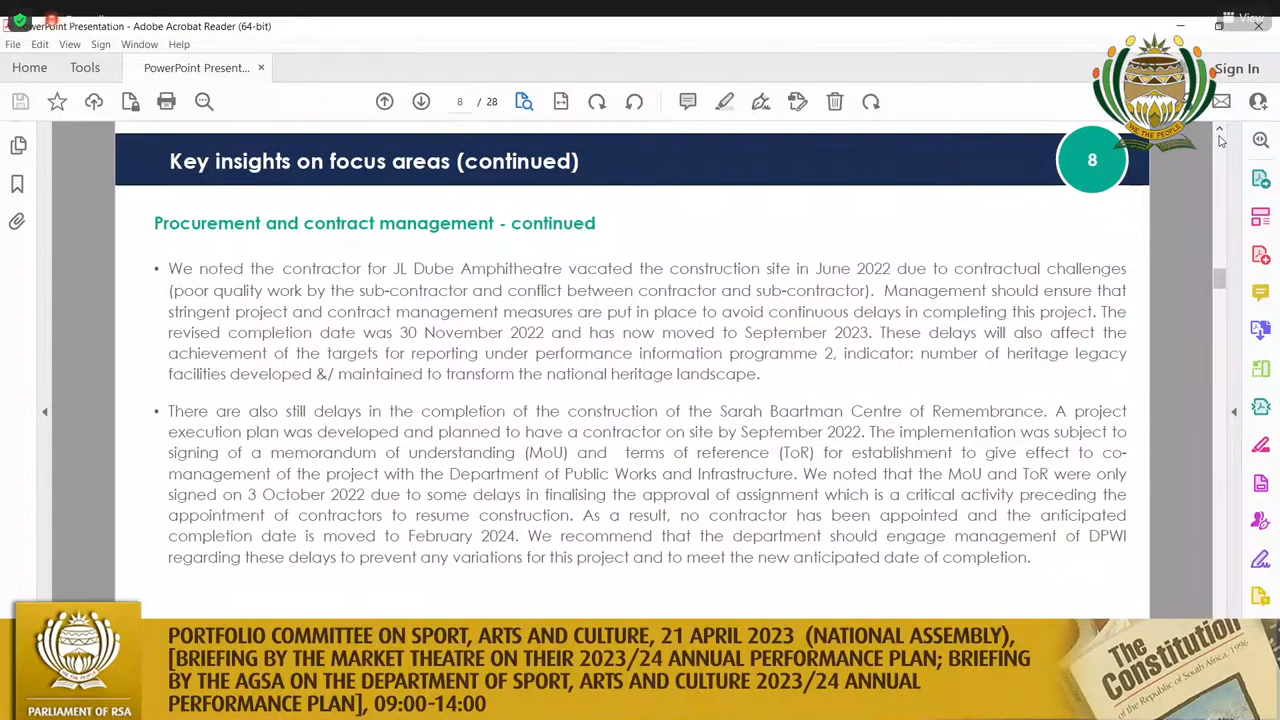 PowerPoint Presentation - Adobe Acrobat Reader (64-bit)
View
File Edit View Sign Window Help
Home Tools PowerPoint Present... × Sign In
8 / 28
WE THE PEOPLE
Key insights on focus areas (continued) 8
Procurement and contract management - continued
• We noted the contractor for JL Dube Amphitheatre vacated the construction site in June 2022 due to contractual challenges
(poor quality work by the sub-contractor and conflict between contractor and sub-contractor). Management should ensure that
stringent project and contract management measures are put in place to avoid continuous delays in completing this project. The
revised completion date was 30 November 2022 and has now moved to September 2023. These delays will also affect the
achievement of the targets for reporting under performance information programme 2, indicator: number of heritage legacy
facilities developed &/ maintained to transform the national heritage landscape.
• There are also still delays in the completion of the construction of the Sarah Baartman Centre of Remembrance. A project
execution plan was developed and planned to have a contractor on site by September 2022. The implementation was subject to
signing of a memorandum of understanding (MoU) and terms of reference (ToR) for establishment to give effect to co-
management of the project with the Department of Public Works and Infrastructure. We noted that the MoU and ToR were only
signed on 3 October 2022 due to some delays in finalising the approval of assignment which is a critical activity preceding the
appointment of contractors to resume construction. As a result, no contractor has been appointed and the anticipated
completion date is moved to February 2024. We recommend that the department should engage management of DPWI
regarding these delays to prevent any variations for this project and to meet the new anticipated date of completion.
PORTFOLIO COMMITTEE ON SPORT, ARTS AND CULTURE, 21 APRIL 2023 (NATIONAL ASSEMBLY),
[BRIEFING BY THE MARKET THEATRE ON THEIR 2023/24 ANNUAL PERFORMANCE PLAN; BRIEFING
BY THE AGSA ON THE DEPARTMENT OF SPORT, ARTS AND CULTURE 2023/24 ANNUAL
PERFORMANCE PLAN], 09:00-14:00
PARLIAMENT OF RSA
The
Constitution
of the Republic of South Africa, 1996